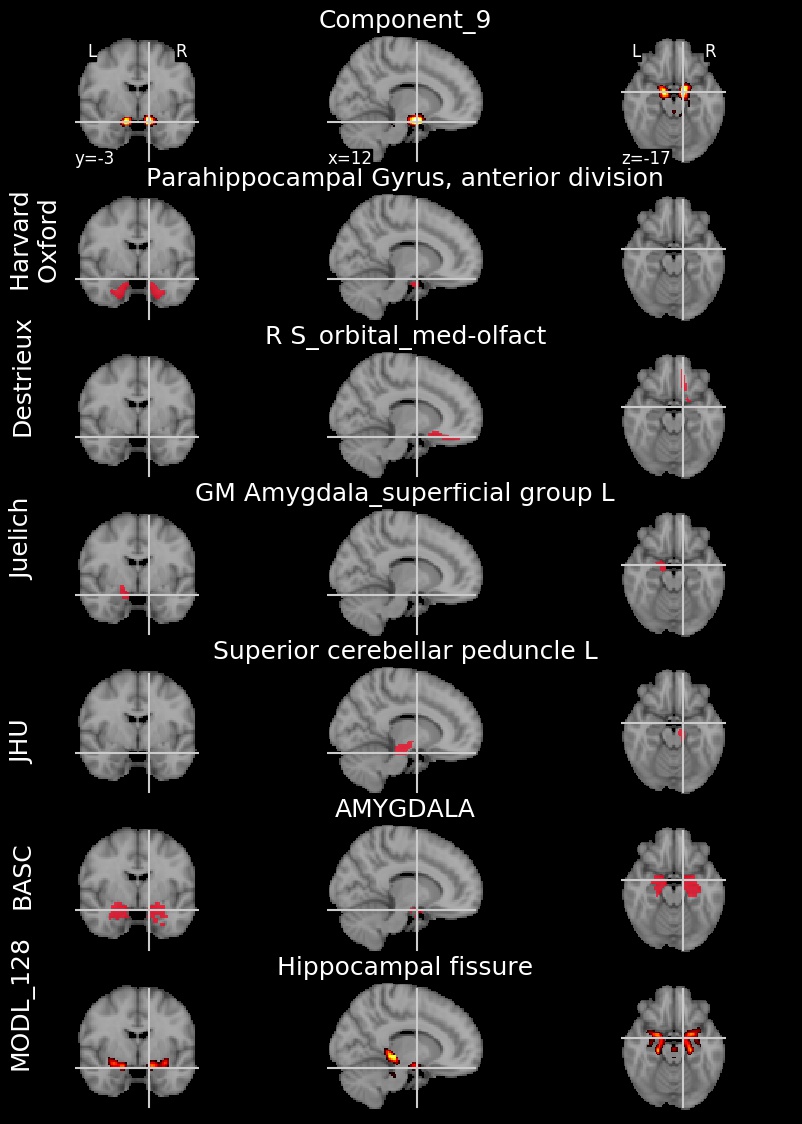 Component_9
L R L R
y=-3 x=12 z=-17
Harvard
Oxford
Parahippocampal Gyrus, anterior division
Destrieux
R S_orbital_med-olfact
Juelich
GM Amygdala_superficial group L
JHU
Superior cerebellar peduncle L
BASC
AMYGDALA
MODL_128
Hippocampal fissure